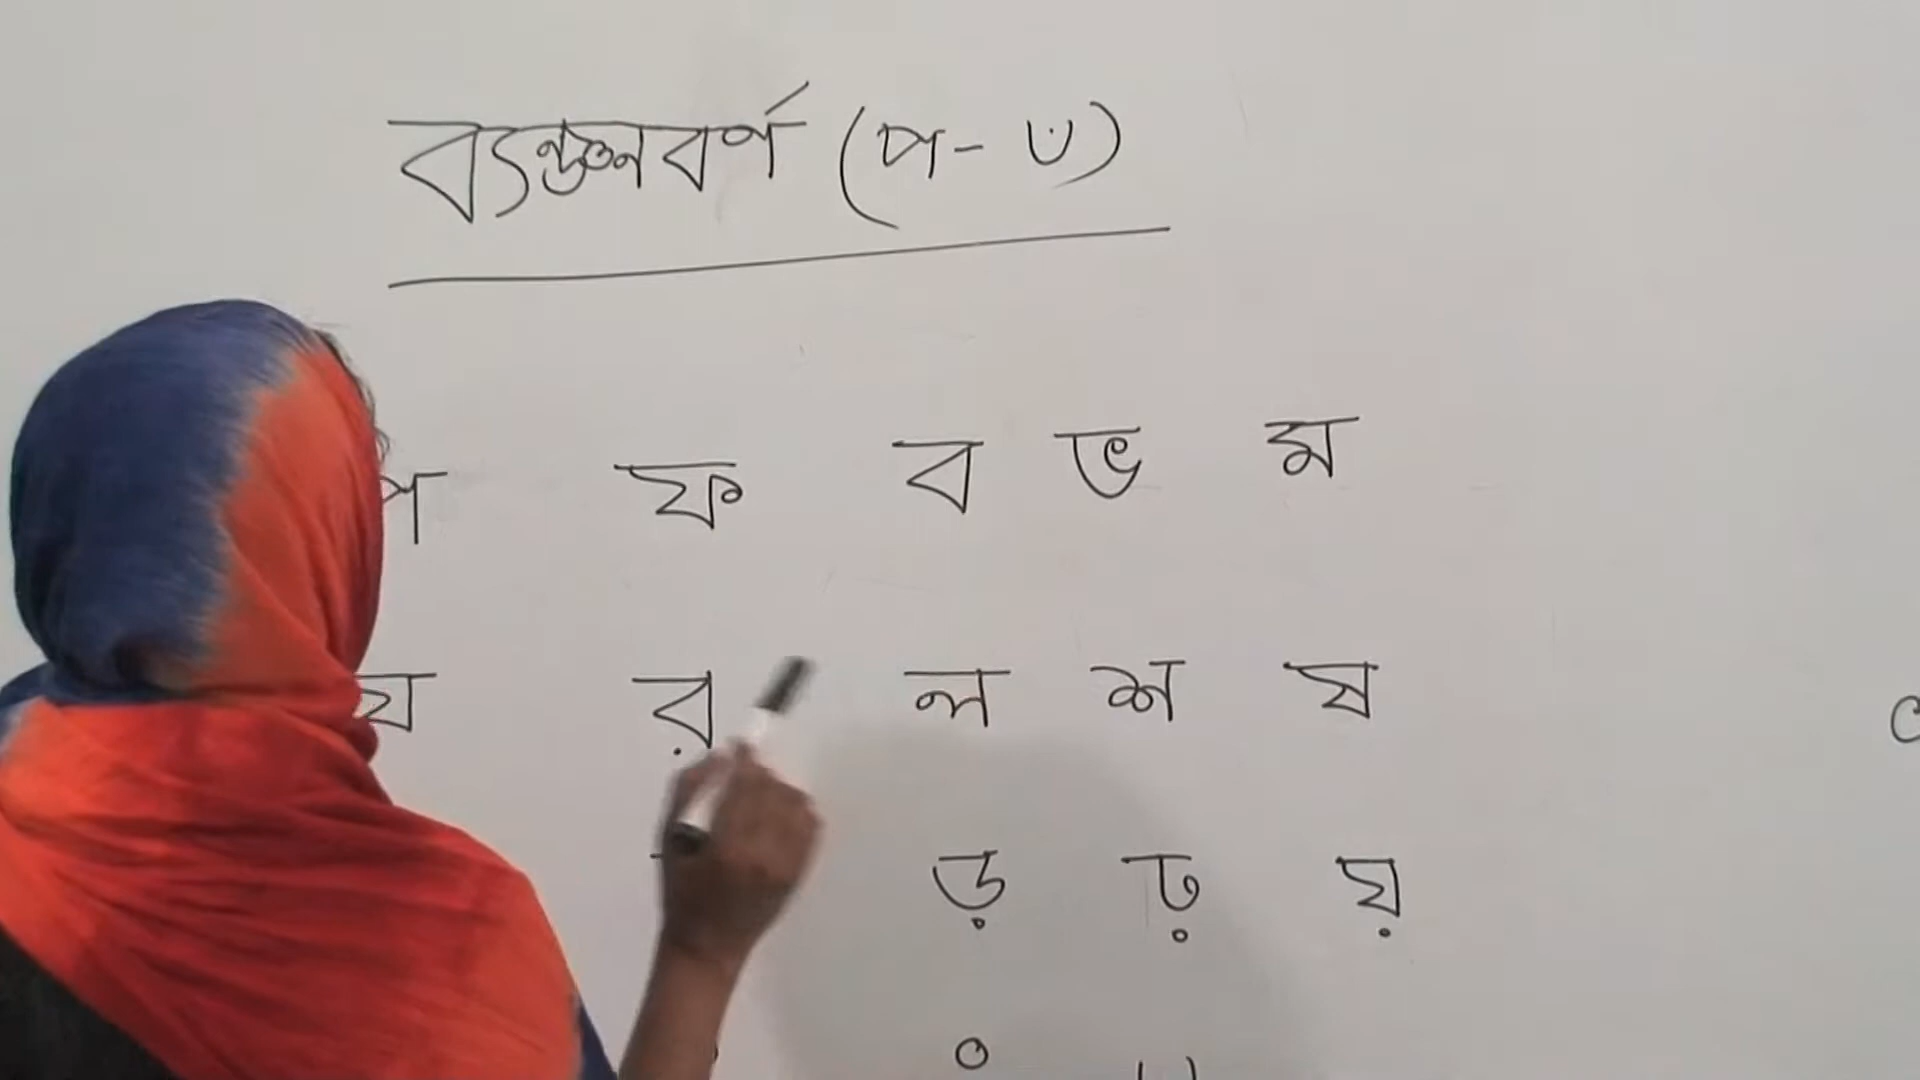 ব্যঞ্জনবর্ণ (প - ঁ)
প ফ ব ভ ম
য র ল শ ষ
ড় ঢ় য়